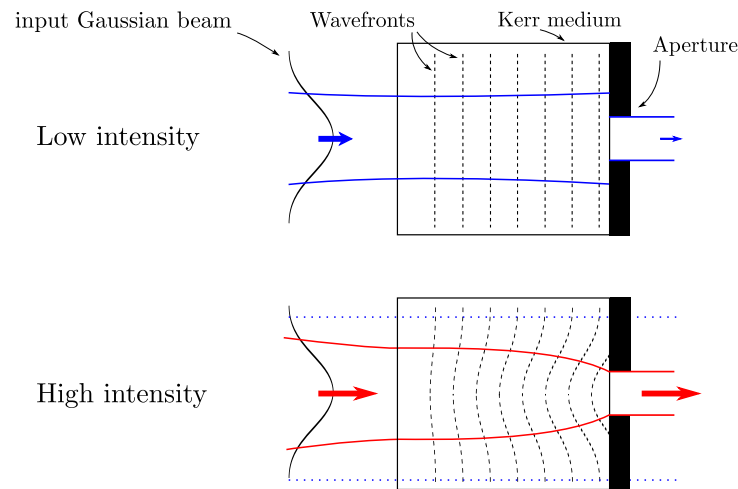 input Gaussian beam
Wavefronts
Kerr medium
Aperture
Low intensity
High intensity